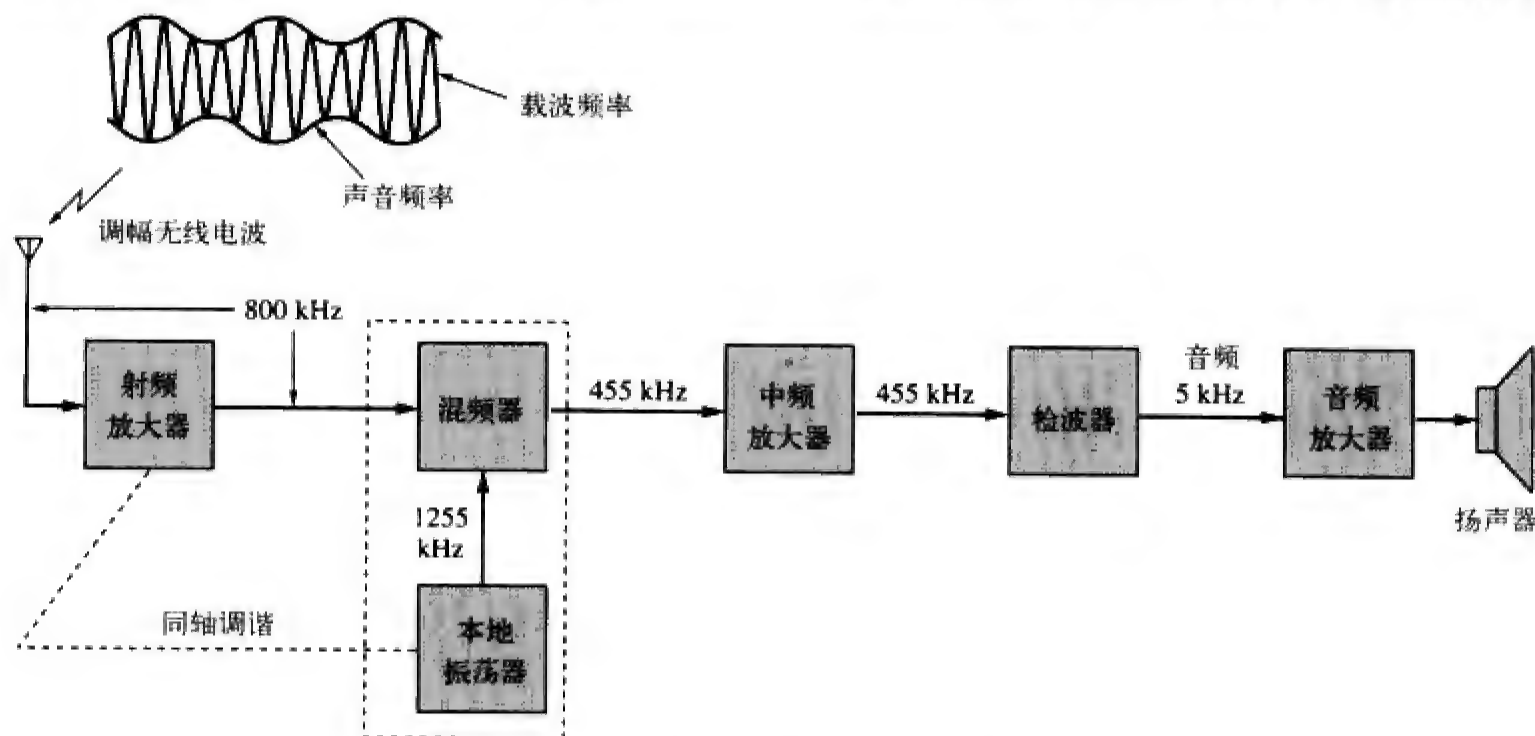 载波频率
声音频率
调幅无线电波
800 kHz
射频
放大器
混频器
455 kHz
中频
放大器
455 kHz
检波器
音频
5 kHz
音频
放大器
扬声器
1255
kHz
本地
振荡器
同轴调谐